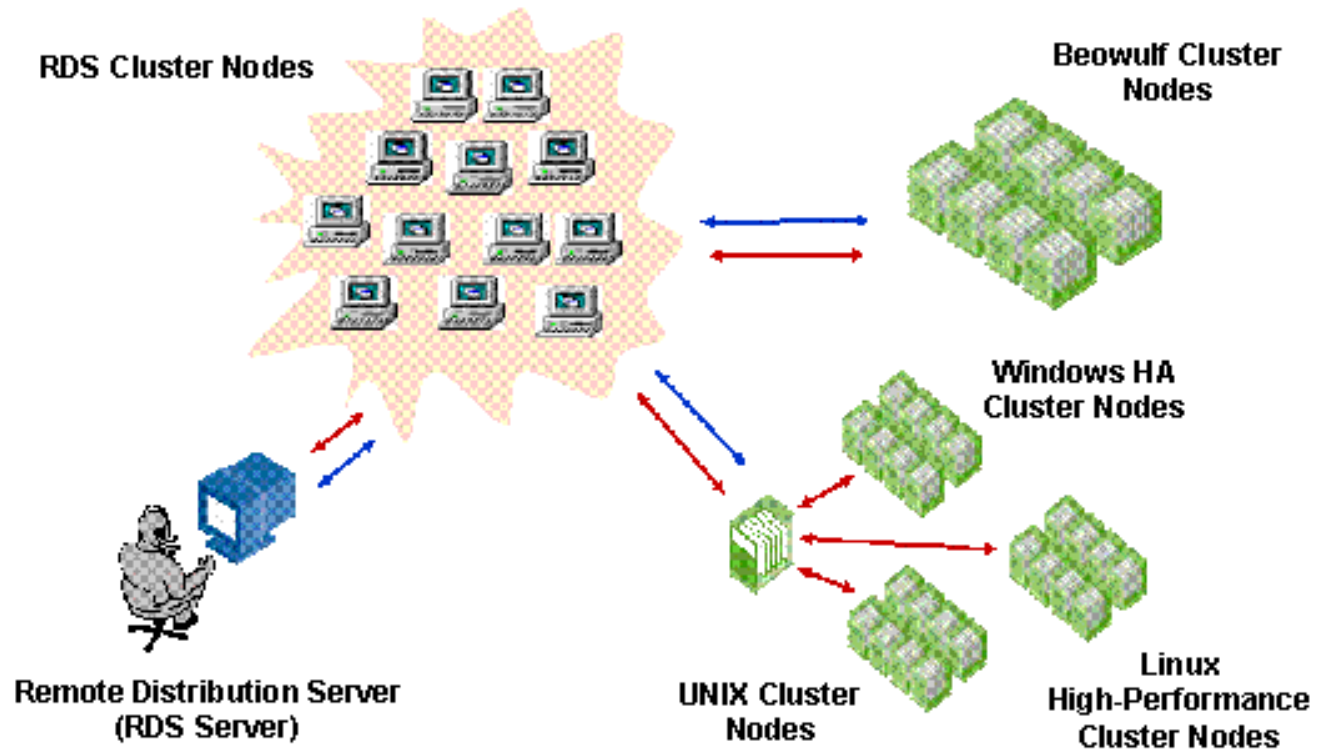 RDS Cluster Nodes
Beowulf Cluster
Nodes
Windows HA
Cluster Nodes
Remote Distribution Server
(RDS Server)
UNIX Cluster
Nodes
Linux
High-Performance
Cluster Nodes